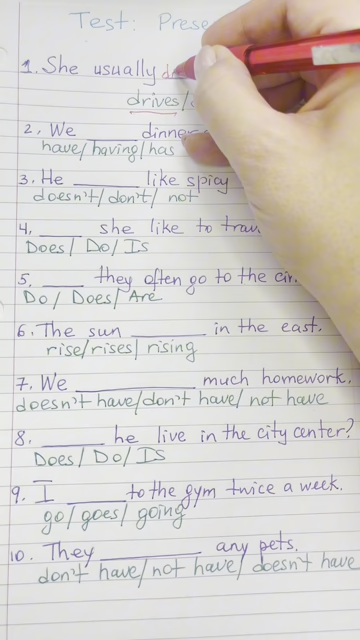 Test: Prese
1. She usually d
drives/
2. We ______ dinner
have/having/has
3. He ______ like spicy
doesn't/don't/not
4. ______ she like to trav
Does/Do/Is
5. ______ they often go to the cin
Do/Does/Are
6. The sun ______ in the east.
rise/rises/rising
7. We ______ much homework.
doesn't have/don't have/not have
8. ______ he live in the city center?
Does/Do/Is
9. I ______ to the gym twice a week.
go/goes/going
10. They ______ any pets.
don't have/not have/doesn't have